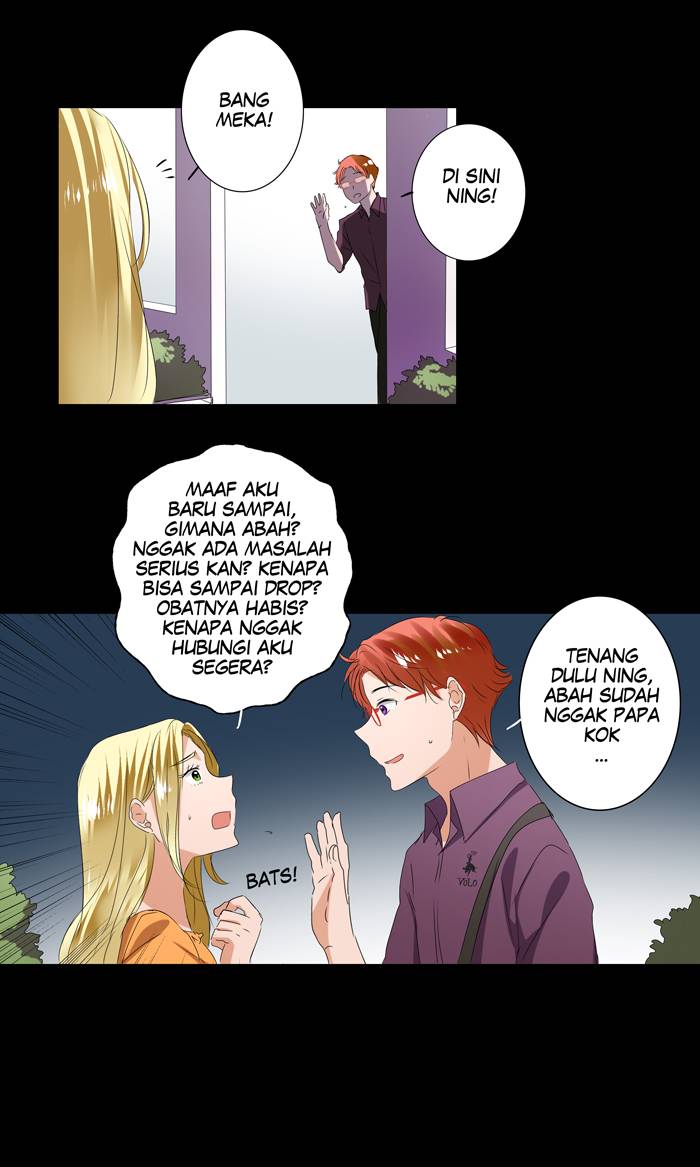 BANG
MEKA!
DI SINI
NING!
MAAF AKU
BARU SAMPAI,
GIMANA ABAH?
NGGAK ADA MASALAH
SERIUS KAN? KENAPA
BISA SAMPAI DROP?
OBATNYA HABIS?
KENAPA NGGAK
HUBUNGI AKU
SEGERA?
TENANG
DULU NING,
ABAH SUDAH
NGGAK PAPA
KOK
...
BATS!
VOLO